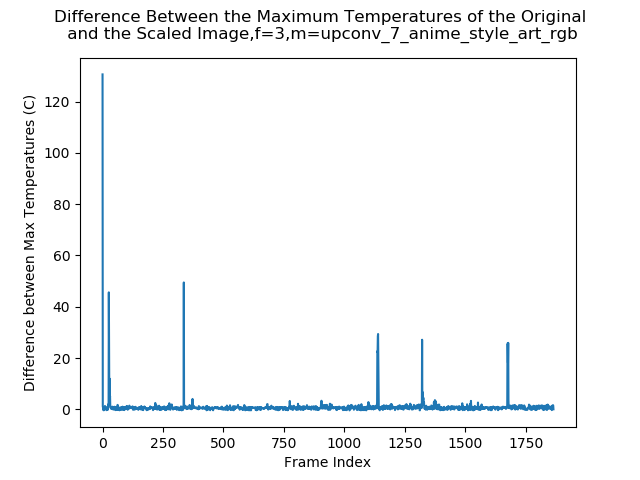 Difference Between the Maximum Temperatures of the Original
and the Scaled Image,f=3,m=upconv_7_anime_style_art_rgb
Difference between Max Temperatures (C)
120
100
80
60
40
20
0
0 250 500 750 1000 1250 1500 1750
Frame Index